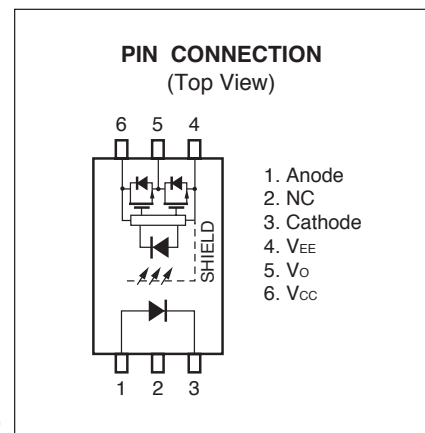 PIN CONNECTION
(Top View)
6 5 4
SHIELD
1 2 3
1. Anode
2. NC
3. Cathode
4. VEE
5. VO
6. VCC